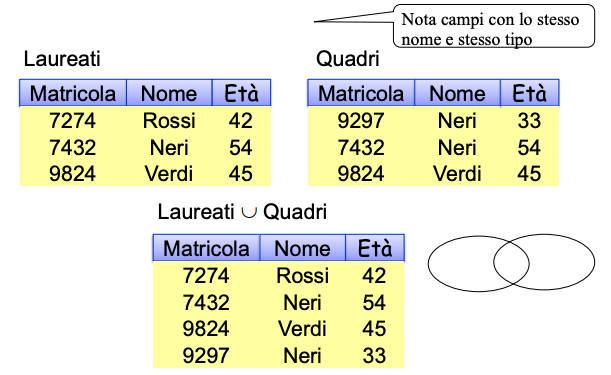 Nota campi con lo stesso
nome e stesso tipo
Laureati
Matricola Nome Età
7274 Rossi 42
7432 Neri 54
9824 Verdi 45
Quadri
Matricola Nome Età
9297 Neri 33
7432 Neri 54
9824 Verdi 45
Laureati ∪ Quadri
Matricola Nome Età
7274 Rossi 42
7432 Neri 54
9824 Verdi 45
9297 Neri 33